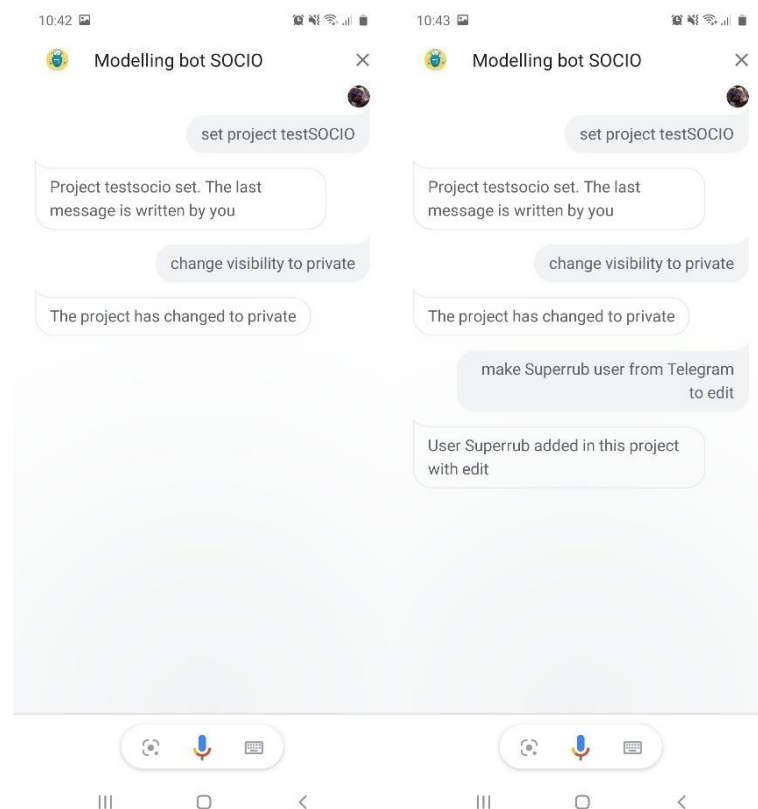 10:42
Modelling bot SOCIO
set project testSOCIO
Project testsocio set. The last
message is written by you
change visibility to private
The project has changed to private
10:43
Modelling bot SOCIO
set project testSOCIO
Project testsocio set. The last
message is written by you
change visibility to private
The project has changed to private
make Superrub user from Telegram
to edit
User Superrub added in this project
with edit